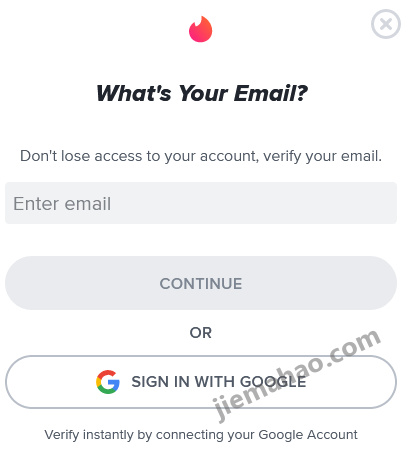 What's Your Email?
Don't lose access to your account, verify your email.
Enter email
CONTINUE
OR
SIGN IN WITH GOOGLE
jiemahao.com
Verify instantly by connecting your Google Account